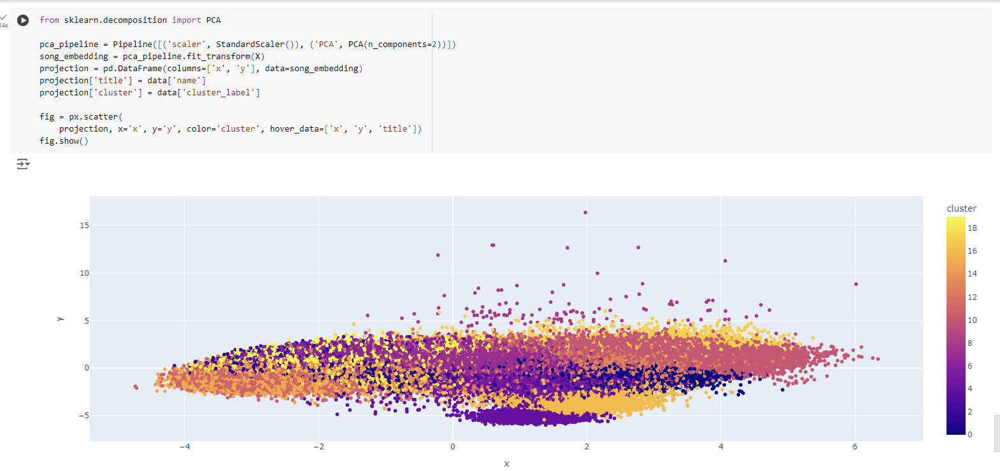 from sklearn.decomposition import PCA
14s
pca_pipeline = Pipeline([('scaler', StandardScaler()), ('PCA', PCA(n_components=2))])
song_embedding = pca_pipeline.fit_transform(X)
projection = pd.DataFrame(columns=['x', 'y'], data=song_embedding)
projection['title'] = data['name']
projection['cluster'] = data['cluster_label']
fig = px.scatter(
    projection, x='x', y='y', color='cluster', hover_data=['x', 'y', 'title'])
fig.show()
cluster
15
10
5
0
−5
y
−4
−2
0
2
4
6
x
18
16
14
12
10
8
6
4
2
0